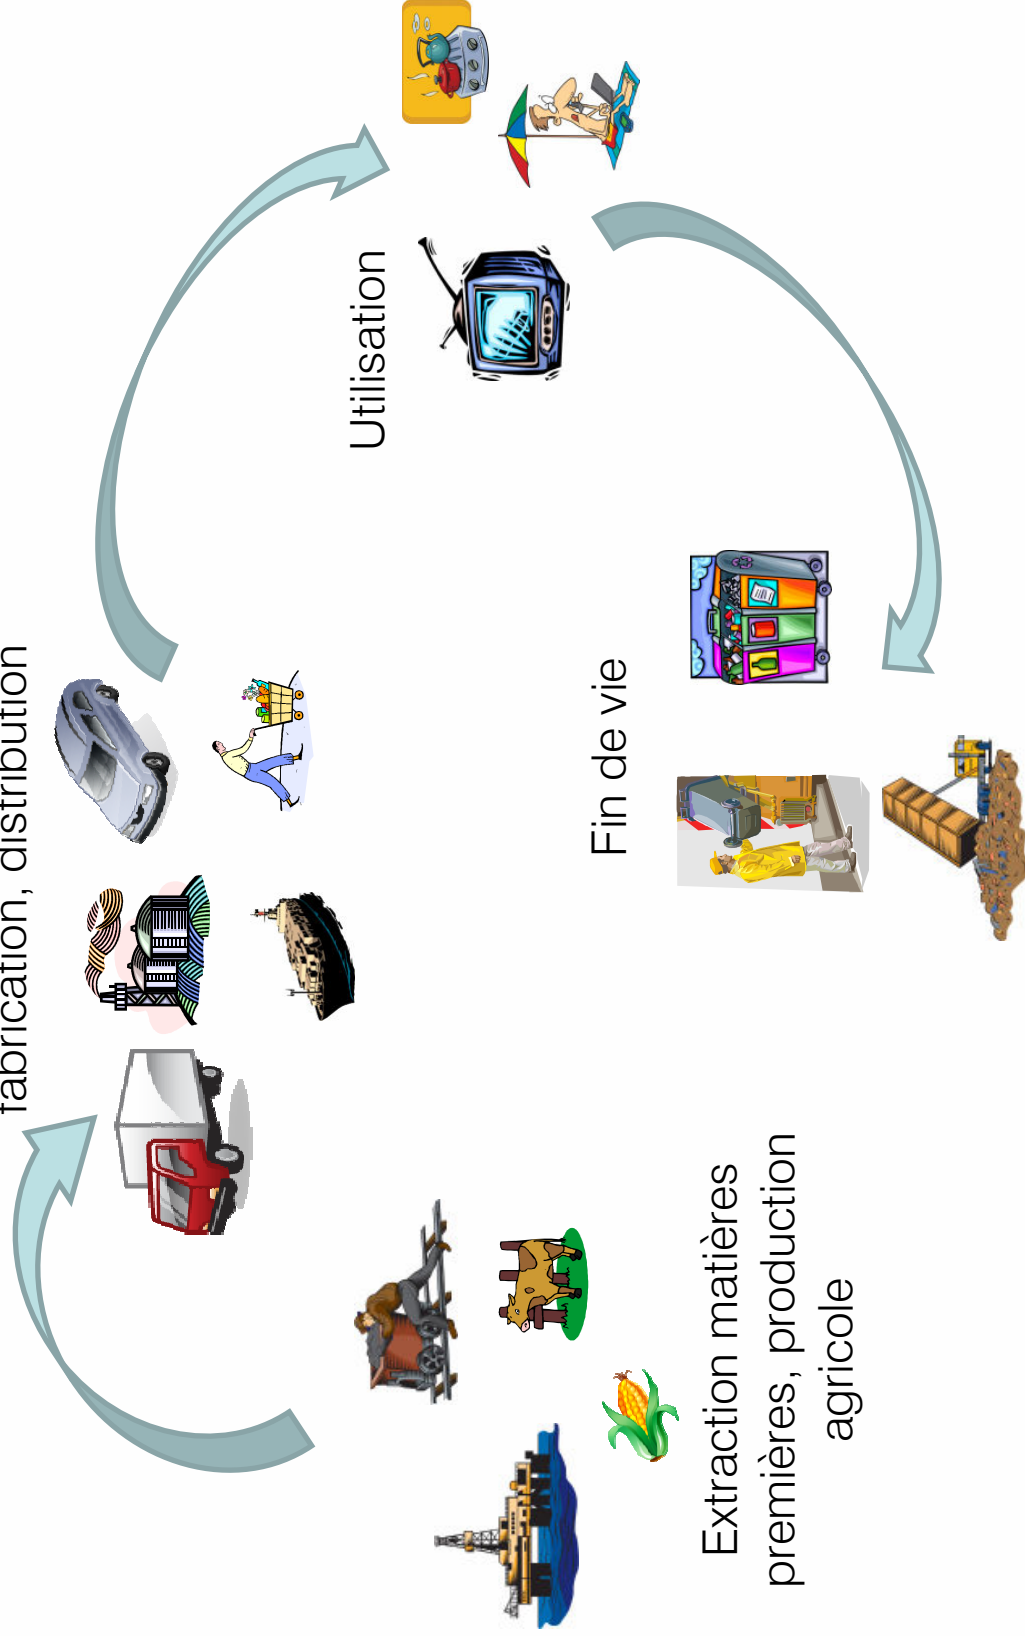 fabrication, distribution
Utilisation
Fin de vie
Extraction matières
premières, production
agricole